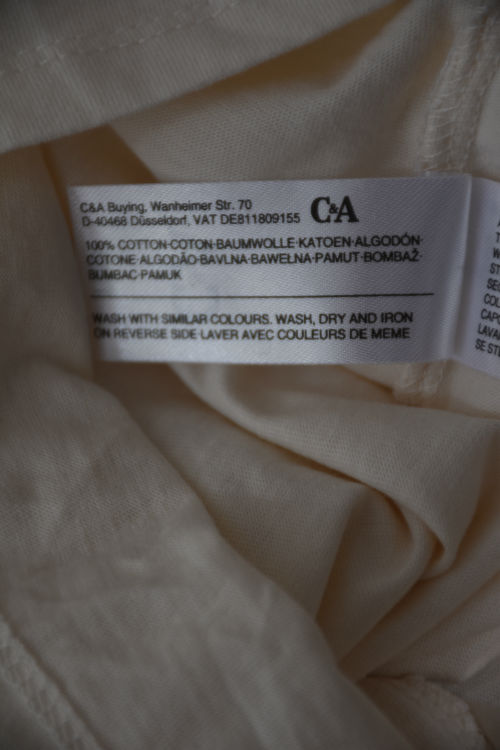 C&A Buying, Wanheimer Str. 70
D-40468 Düsseldorf, VAT DE811809155
C&A
100% COTTON·COTON·BAUMWOLLE·KATOEN·ALGODÓN·
COTONE·ALGODÃO·BAVLNA·BAWEŁNA·PAMUT·BOMBAŽ·
BUMBAC·PAMUK
WASH WITH SIMILAR COLOURS. WASH, DRY AND IRON
ON REVERSE SIDE·LAVER AVEC COULEURS DE MEME